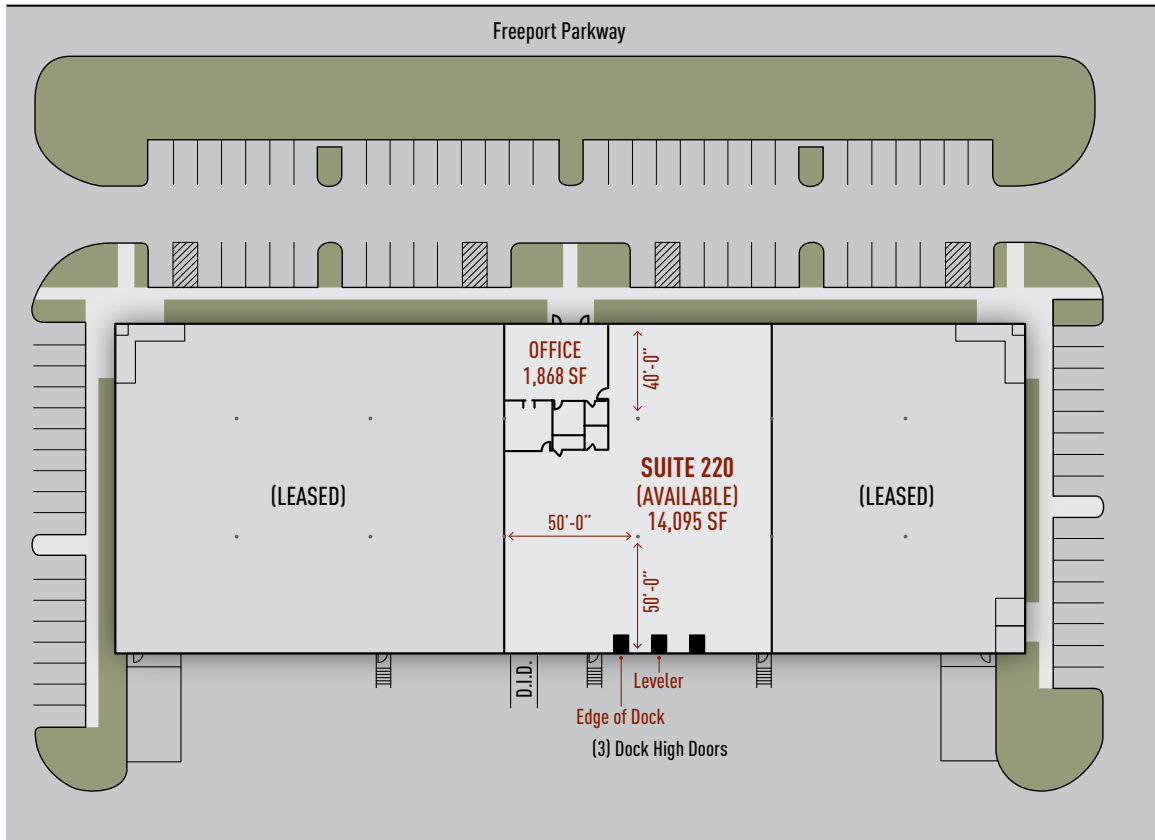 Freeport Parkway
OFFICE
1,868 SF
40’-0”
SUITE 220
(AVAILABLE)
14,095 SF
(LEASED)
(LEASED)
50’-0”
50’-0”
D.I.D.
Leveler
Edge of Dock
(3) Dock High Doors